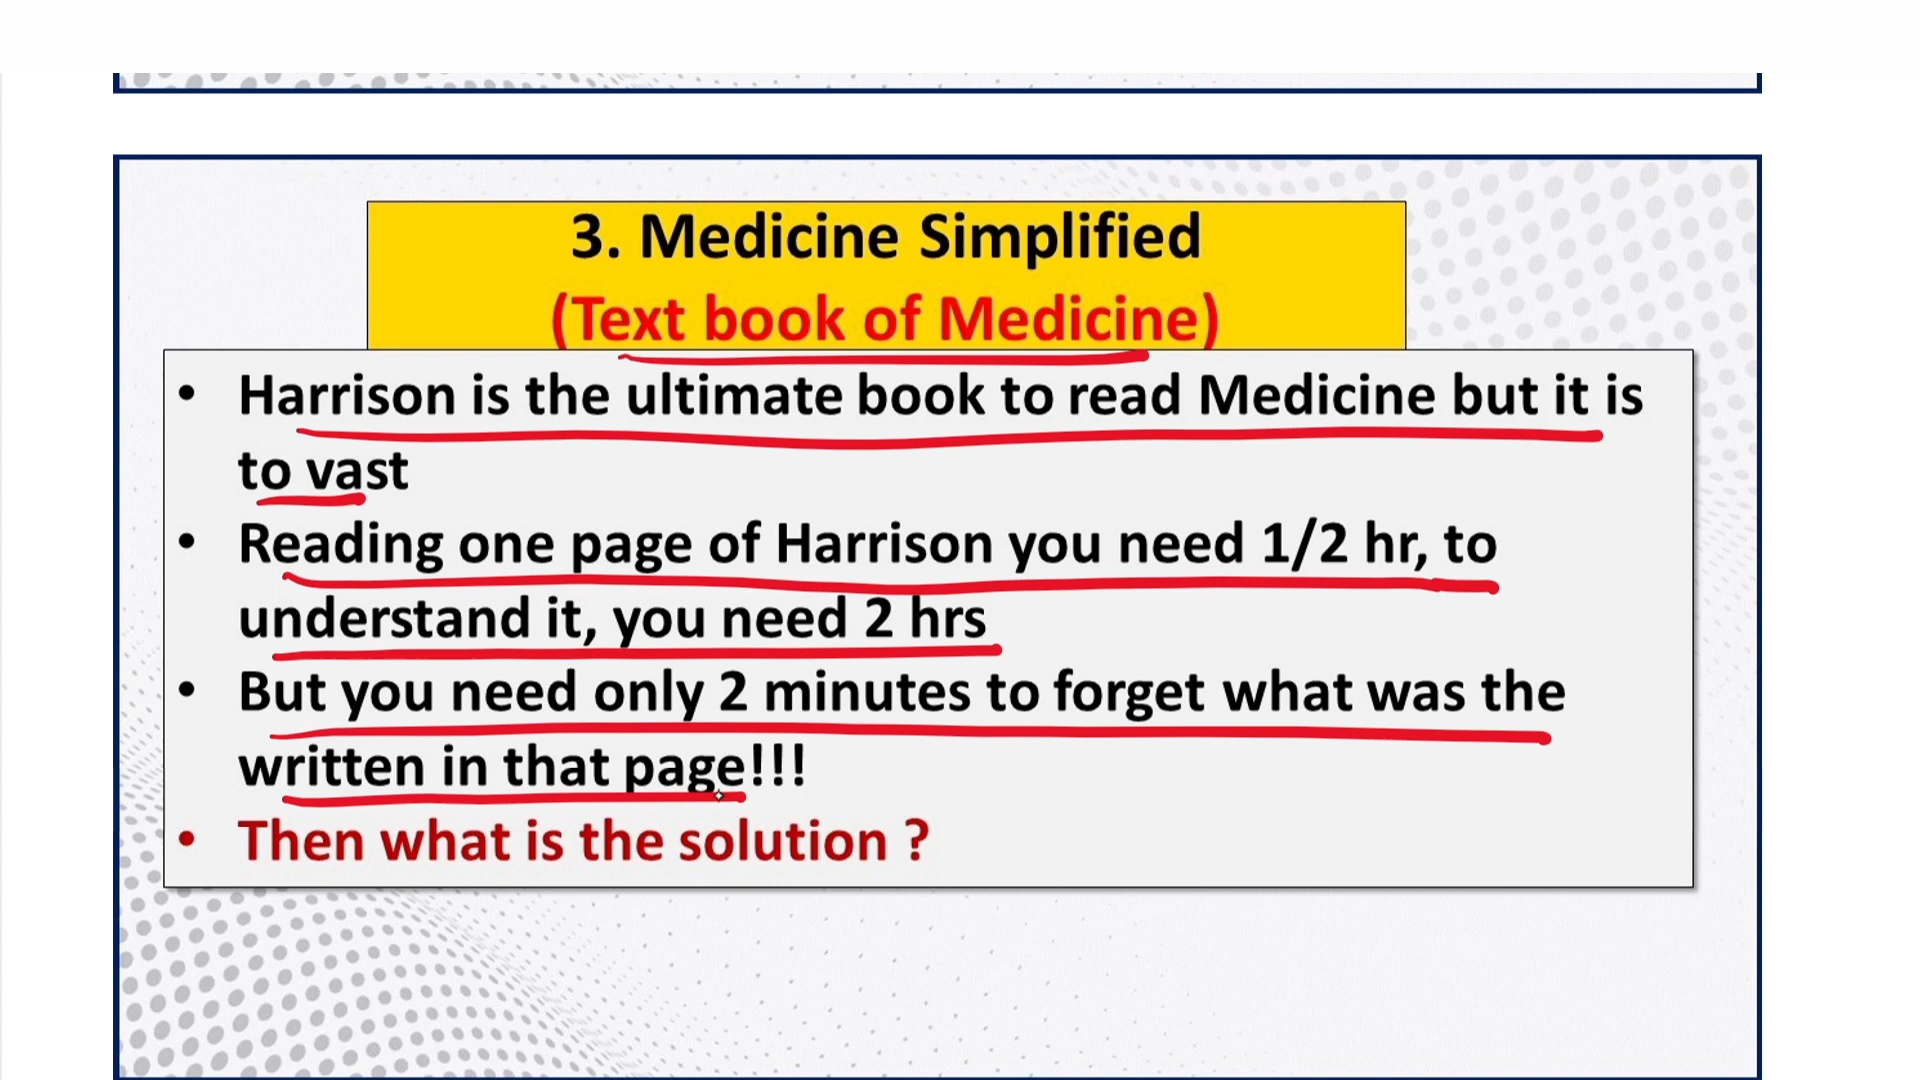 3. Medicine Simplified
(Text book of Medicine)
• Harrison is the ultimate book to read Medicine but it is
to vast
• Reading one page of Harrison you need 1/2 hr, to
understand it, you need 2 hrs
• But you need only 2 minutes to forget what was the
written in that page!!!
• Then what is the solution ?